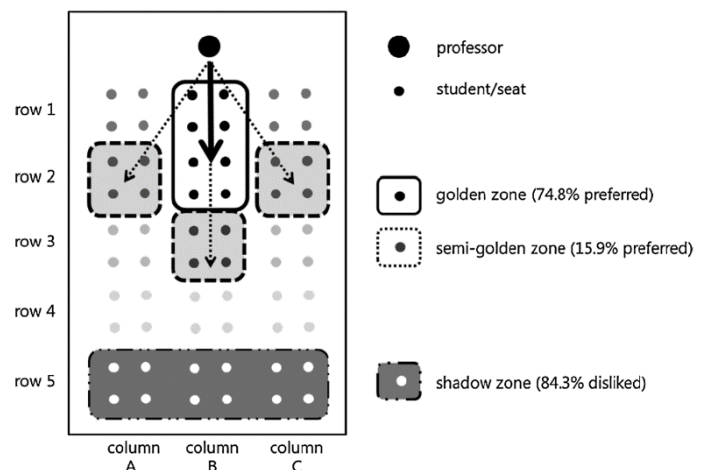 professor
student/seat
row 1
row 2
golden zone (74.8% preferred)
row 3
semi-golden zone (15.9% preferred)
row 4
row 5
shadow zone (84.3% disliked)
column column column
A B C